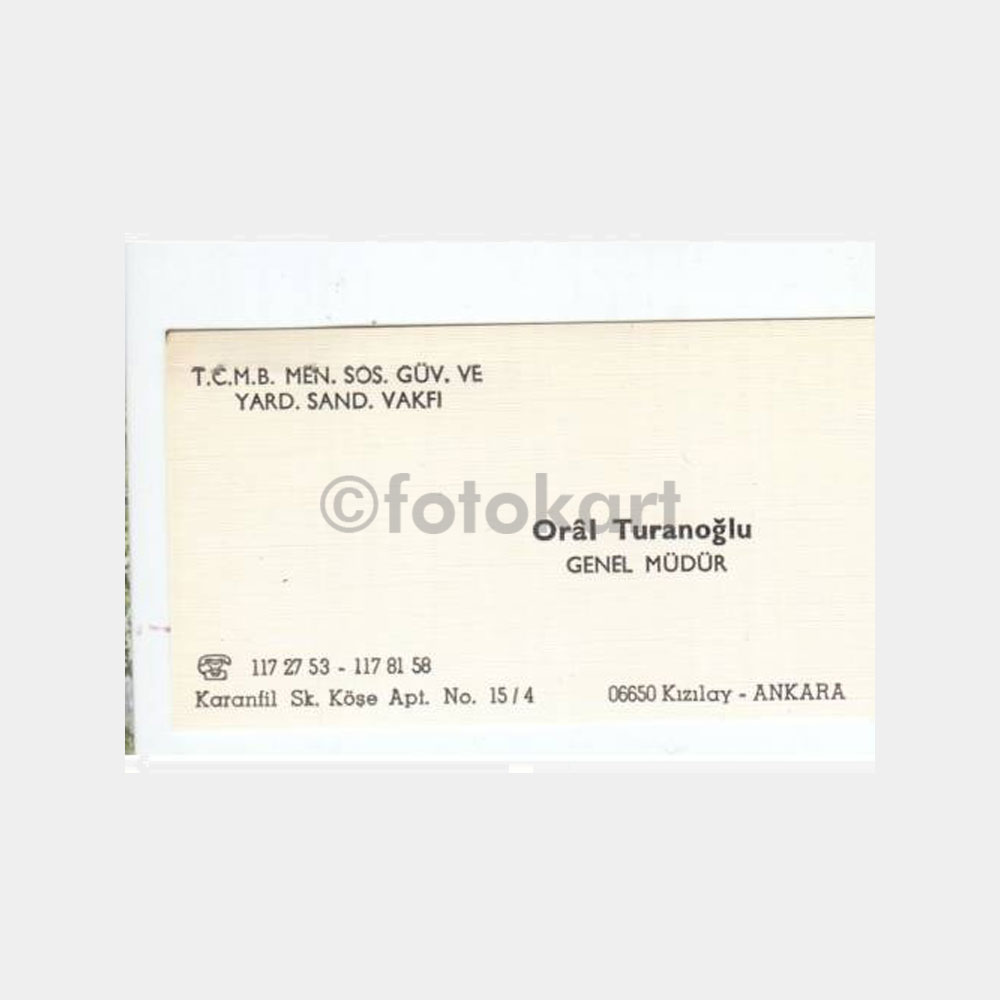 T.C.M.B. MEN. SOS. GÜV. VE
YARD. SAND. VAKFI
©fotokart
Orâl Turanoğlu
GENEL MÜDÜR
117 27 53 - 117 81 58
Karanfil Sk. Köşe Apt. No. 15/4
06650 Kızılay - ANKARA